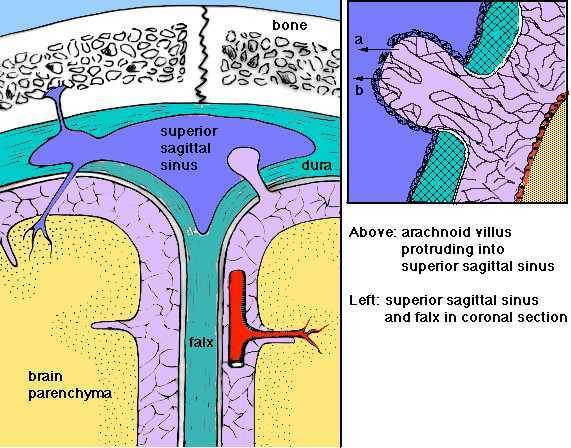 bone
superior
sagittal
sinus
dura
falx
brain
parenchyma
a
b
Above: arachnoid villus
protruding into
superior sagittal sinus
Left: superior sagittal sinus
and falx in coronal section